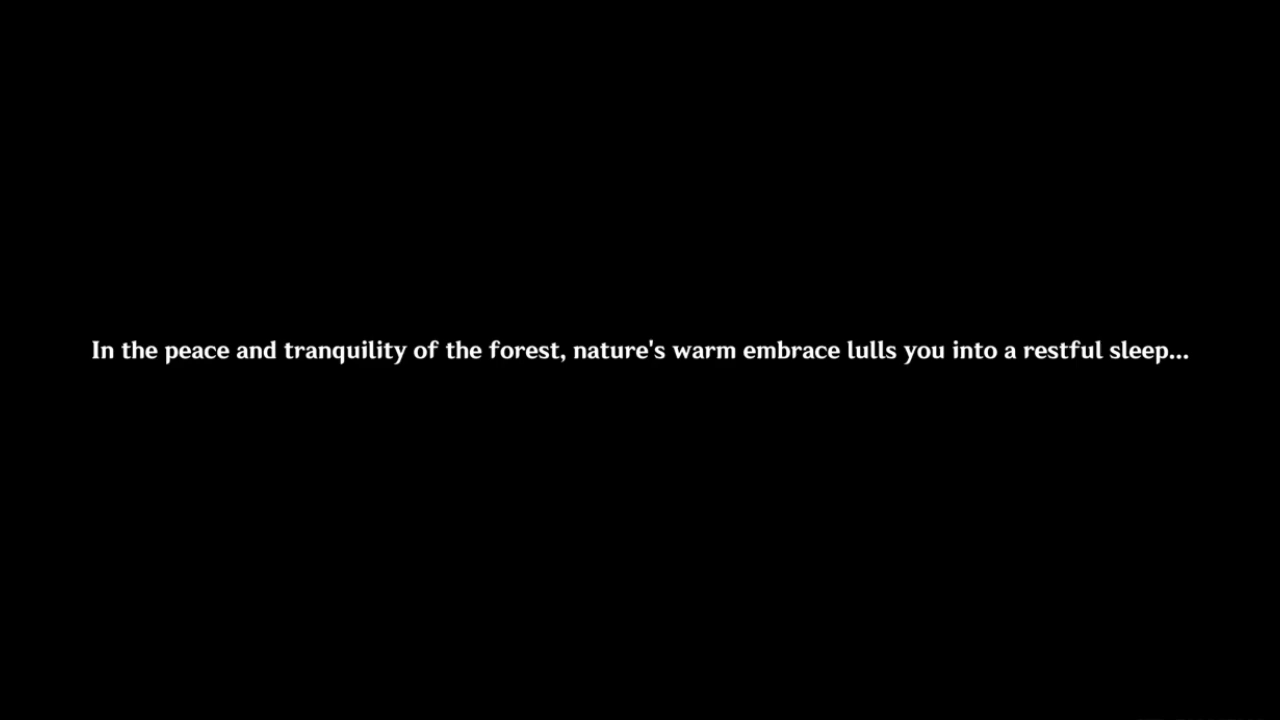 In the peace and tranquility of the forest, nature's warm embrace lulls you into a restful sleep...